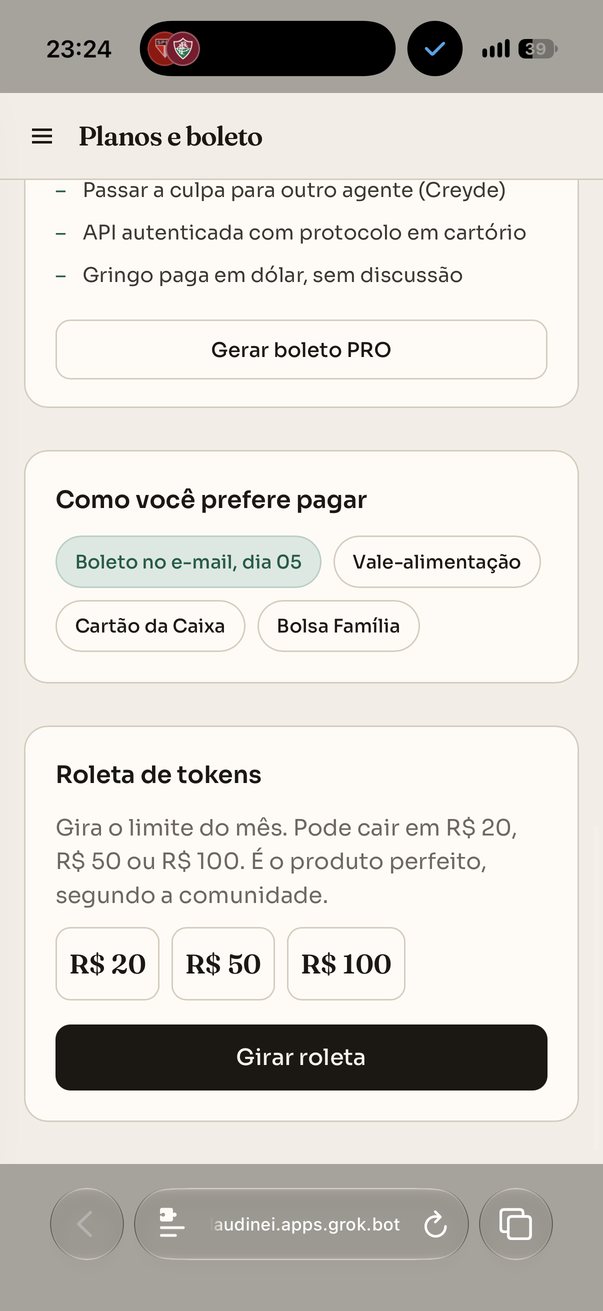 23:24
39
Planos e boleto
– Passar a culpa para outro agente (Creyde)
– API autenticada com protocolo em cartório
– Gringo paga em dólar, sem discussão
Gerar boleto PRO
Como você prefere pagar
Boleto no e-mail, dia 05
Vale-alimentação
Cartão da Caixa
Bolsa Família
Roleta de tokens
Gira o limite do mês. Pode cair em R$ 20,
R$ 50 ou R$ 100. É o produto perfeito,
segundo a comunidade.
R$ 20
R$ 50
R$ 100
Girar roleta
audinei.apps.grok.bot